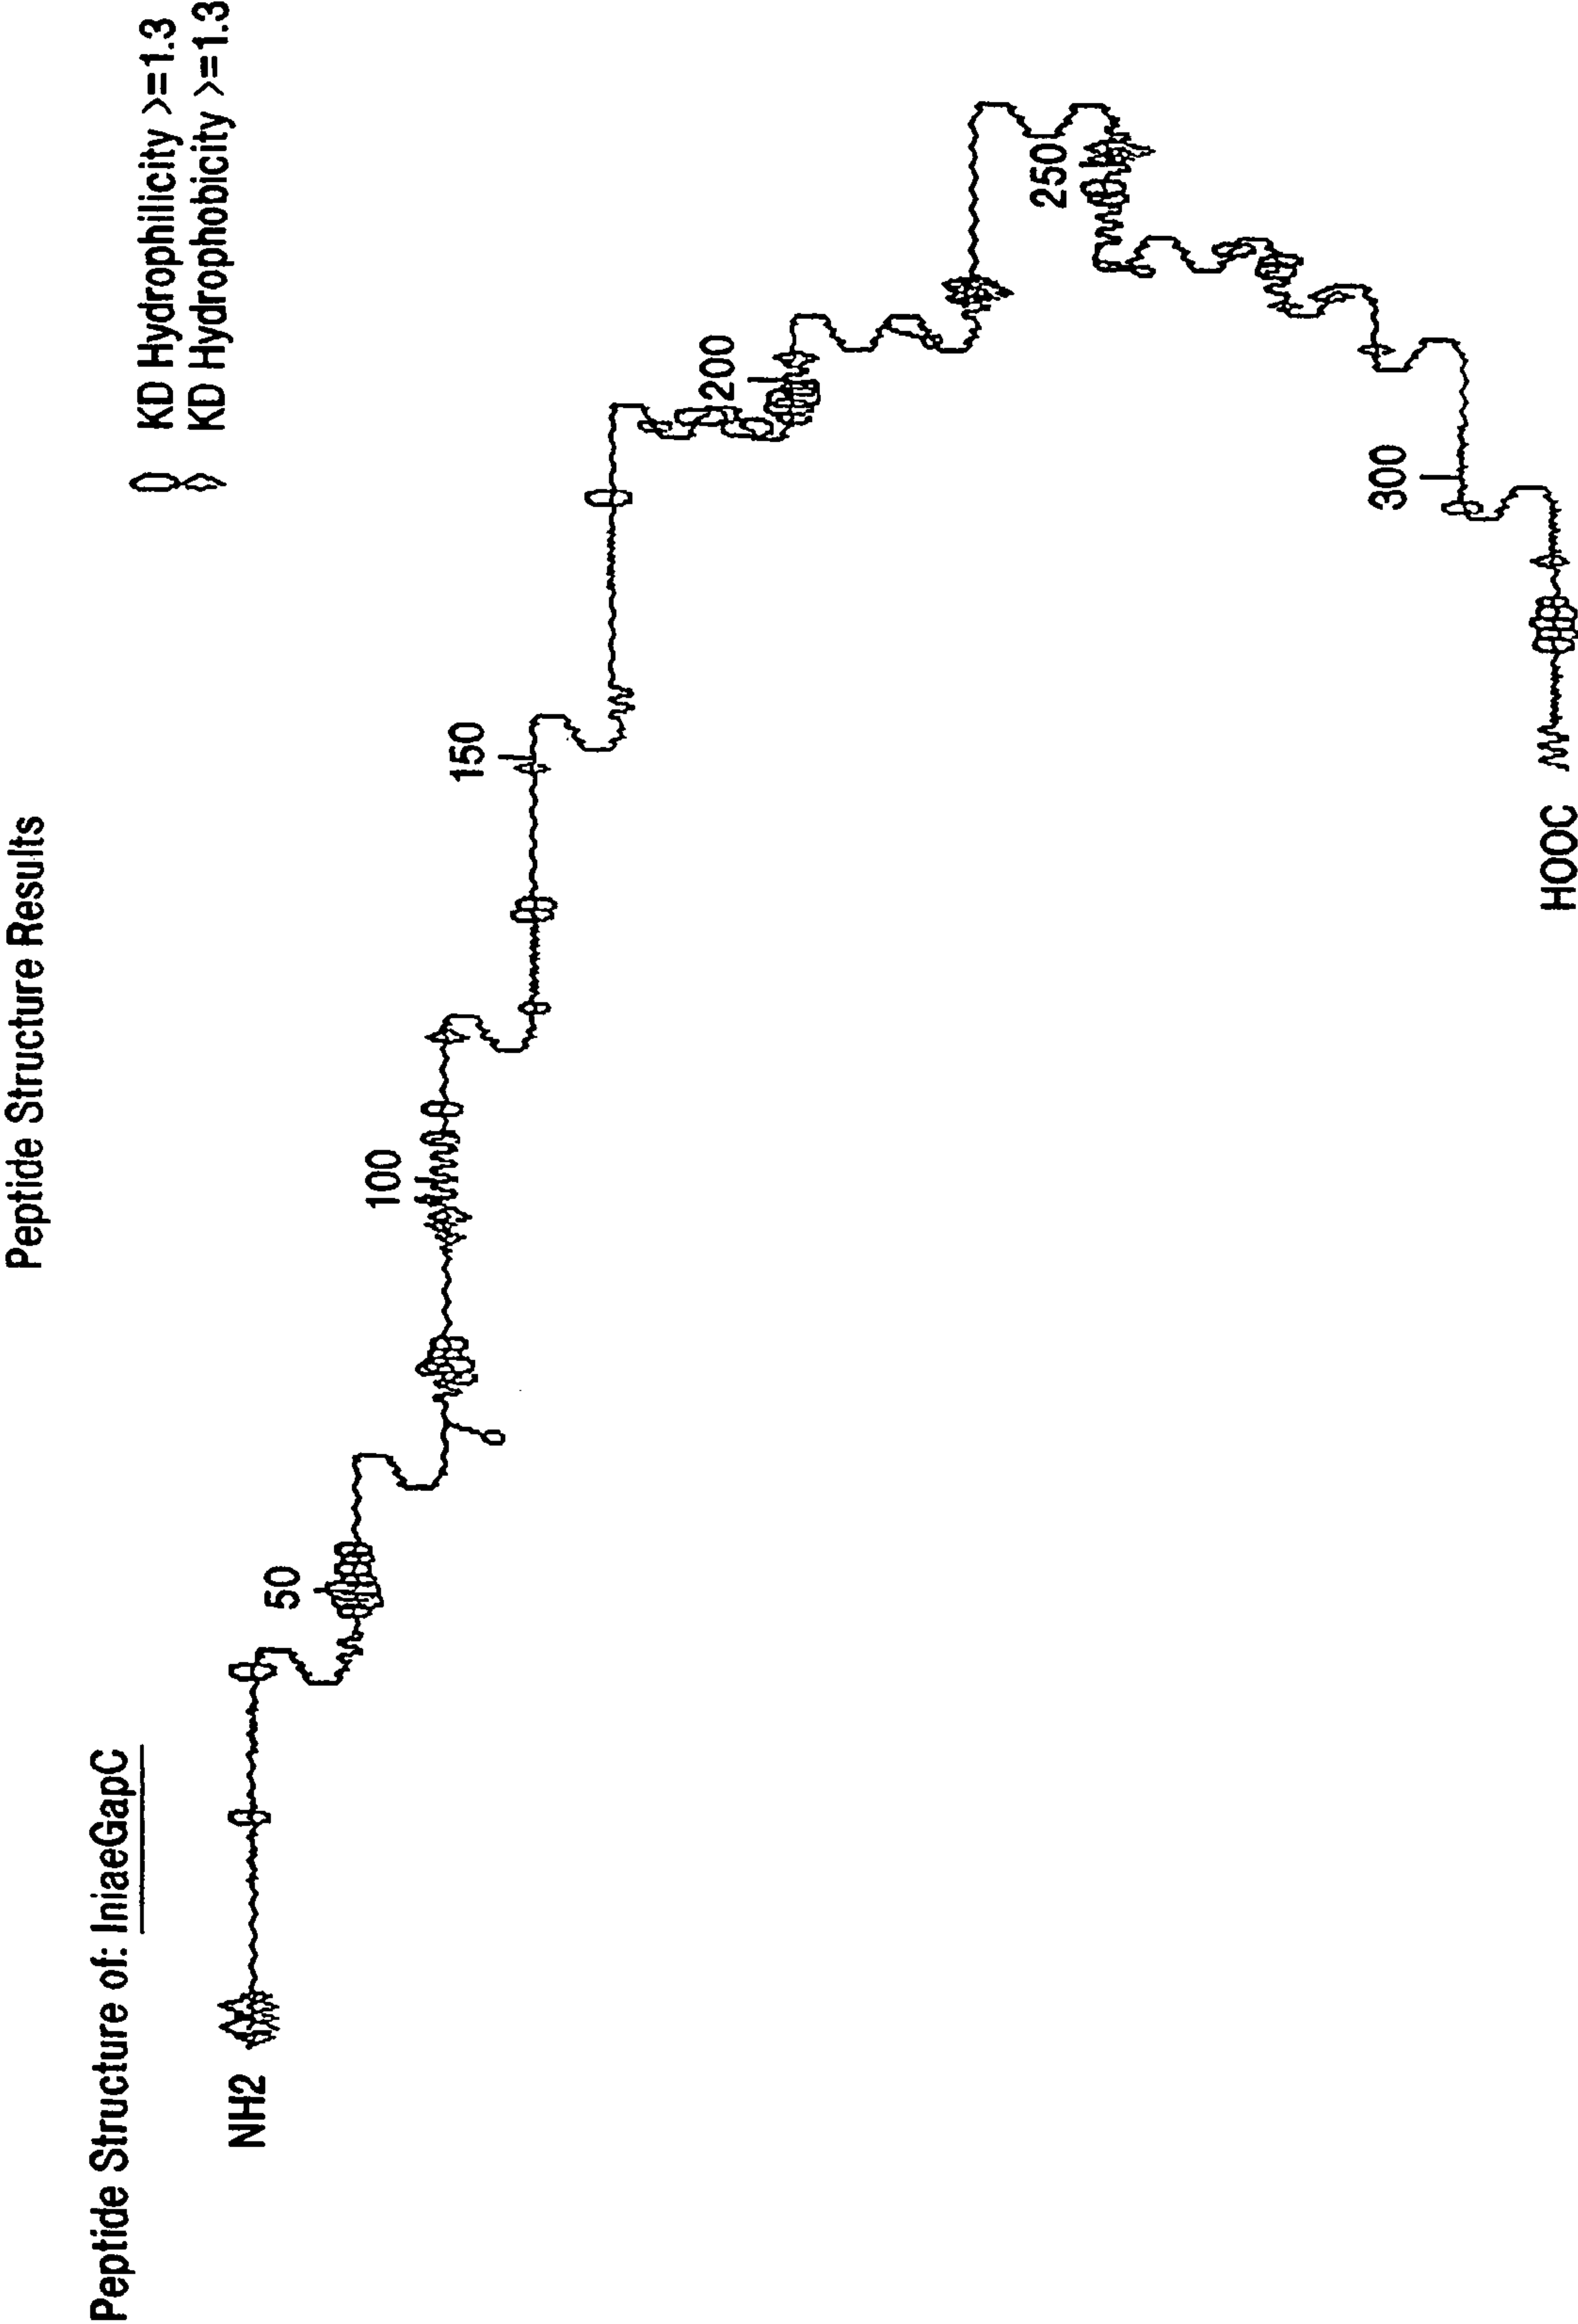 Peptide Structure Results
Peptide Structure of: IniaeGapC
KD Hydrophilicity >=1.3
KD Hydrophobicity >=1.3
NH2
50
100
150
200
250
300
HOOC